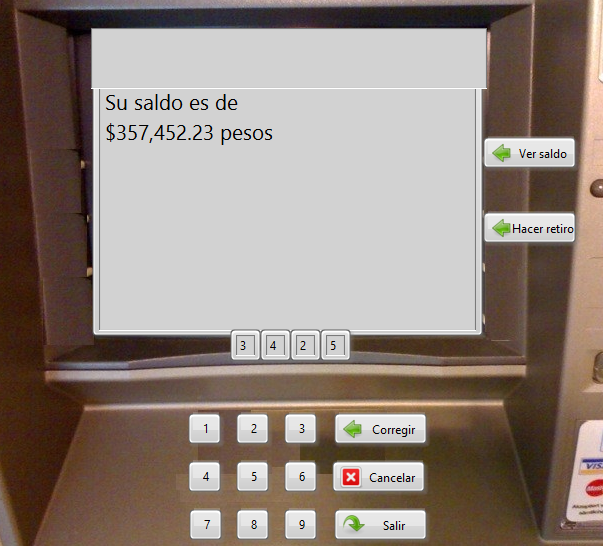 Su saldo es de
$357,452.23 pesos
Ver saldo
Hacer retiro
3 4 2 5
1 2 3 Corregir
4 5 6 Cancelar
7 8 9 Salir
VISA